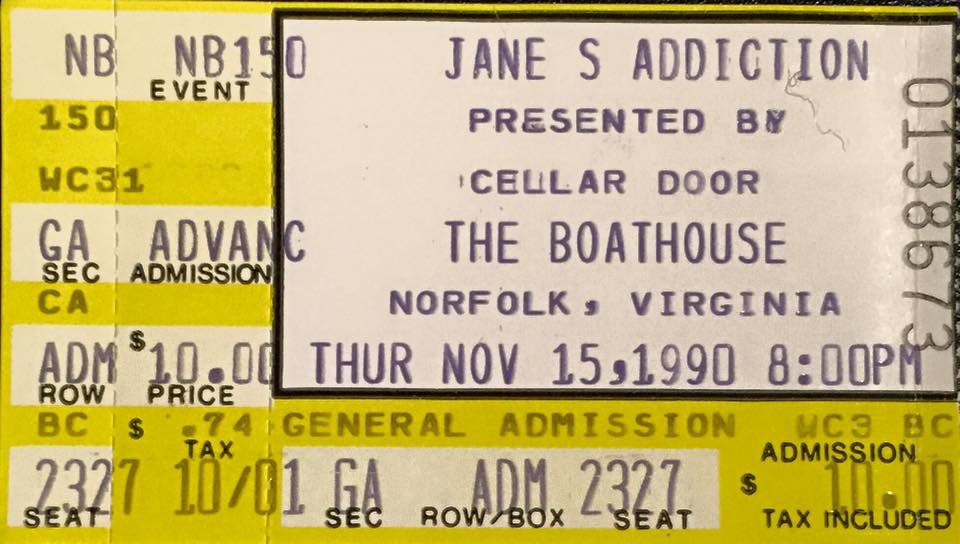 NB NB150 JANE S ADDICTION
EVENT
150 PRESENTED BY
WC31 CELLAR DOOR
GA ADVANC THE BOATHOUSE
SEC ADMISSION
CA NORFOLK, VIRGINIA
ADM $10.00 THUR NOV 15,1990 8:00PM
ROW PRICE
BC $ .74 GENERAL ADMISSION WC3 BC
TAX ADMISSION
2327 10/01 GA ADM 2327 $ 10.00
SEAT SEC ROW/BOX SEAT TAX INCLUDED
0138673